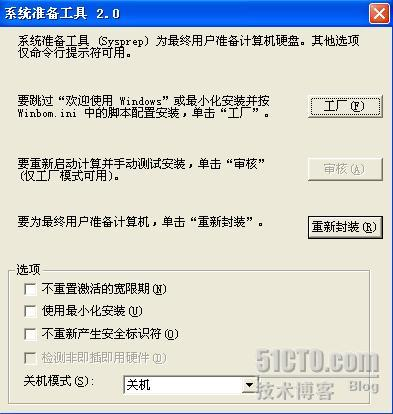 系统准备工具 2.0
系统准备工具 (Sysprep) 为最终用户准备计算机硬盘。其他选项
仅命令行提示符可用。
要跳过“欢迎使用 Windows”或最小化安装并按
Winbom.ini 中的脚本配置安装,单击“工厂”。
工厂(F)
要重新启动计算并手动测试安装,单击“审核”
(仅工厂模式可用)。
审核(A)
要为最终用户准备计算机,单击“重新封装”。
重新封装(R)
选项
不重置激活的宽限期(N)
使用最小化安装(U)
不重新产生安全标识符(O)
检测非即插即用硬件(D)
关机模式(S):
关机
51CTO.com
技术博客 Blog